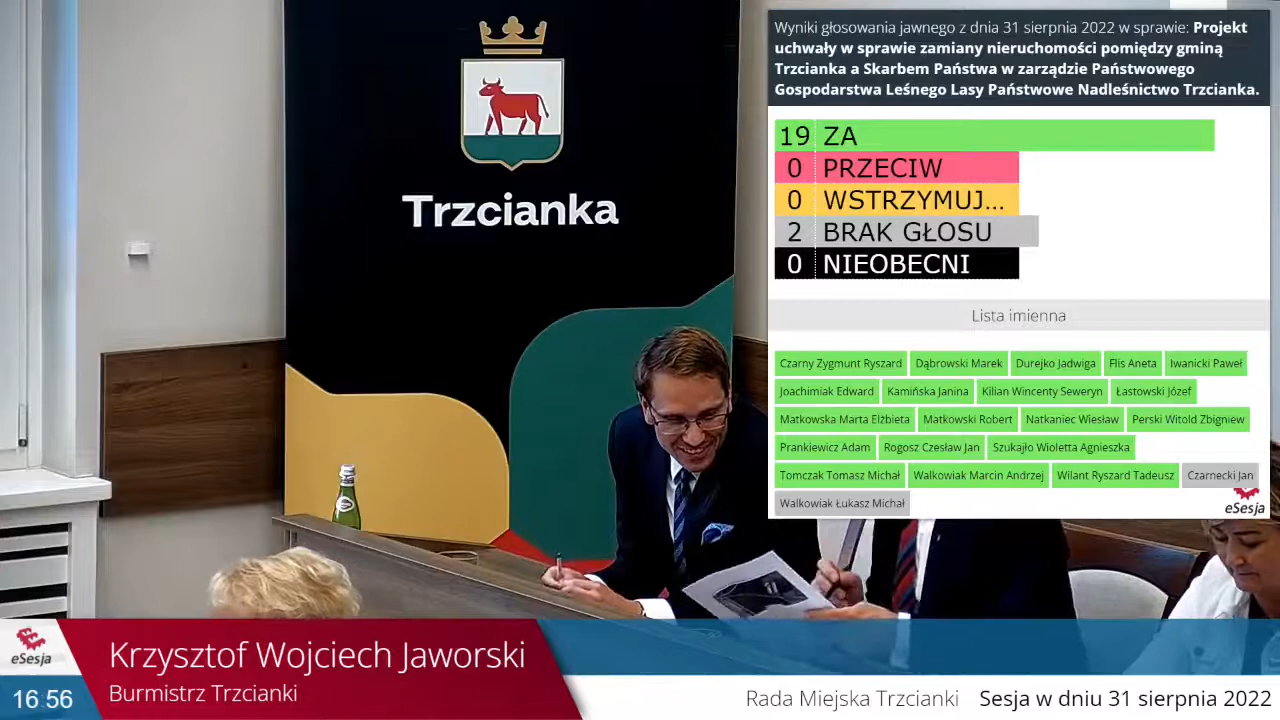 Trzcianka
Wyniki głosowania jawnego z dnia 31 sierpnia 2022 w sprawie: Projekt
uchwały w sprawie zamiany nieruchomości pomiędzy gminą
Trzcianka a Skarbem Państwa w zarządzie Państwowego
Gospodarstwa Leśnego Lasy Państwowe Nadleśnictwo Trzcianka.
19 ZA
0 PRZECIW
0 WSTRZYMUJ...
2 BRAK GŁOSU
0 NIEOBECNI
Lista imienna
Czarny Zygmunt Ryszard Dąbrowski Marek Durejko Jadwiga Flis Aneta Iwanicki Paweł
Joachimiak Edward Kamińska Janina Kilian Wincenty Seweryn Łastowski Józef
Matkowska Marta Elżbieta Matkowski Robert Natkaniec Wiesław Perski Witold Zbigniew
Prankiewicz Adam Rogosz Czesław Jan Szukajło Wioletta Agnieszka
Tomczak Tomasz Michał Walkowiak Marcin Andrzej Wilant Ryszard Tadeusz Czarnecki Jan
Walkowiak Łukasz Michał
eSesja
eSesja
16:56
Krzysztof Wojciech Jaworski
Burmistrz Trzcianki
Rada Miejska Trzcianki Sesja w dniu 31 sierpnia 2022